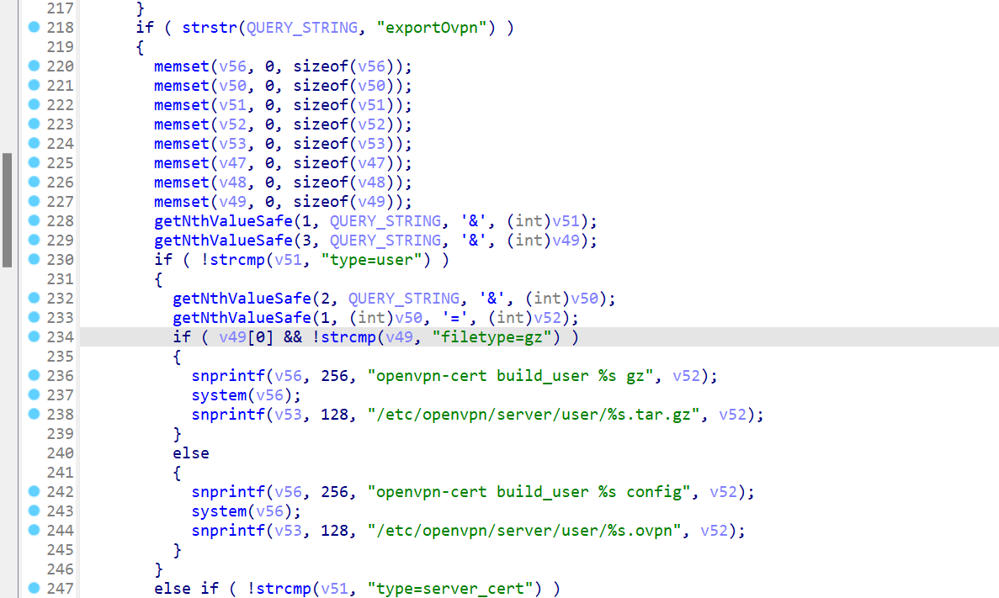 217 }
218 if ( strstr(QUERY_STRING, "exportOvpn") )
219 {
220 memset(v56, 0, sizeof(v56));
221 memset(v50, 0, sizeof(v50));
222 memset(v51, 0, sizeof(v51));
223 memset(v52, 0, sizeof(v52));
224 memset(v53, 0, sizeof(v53));
225 memset(v47, 0, sizeof(v47));
226 memset(v48, 0, sizeof(v48));
227 memset(v49, 0, sizeof(v49));
228 getNthValueSafe(1, QUERY_STRING, '&', (int)v51);
229 getNthValueSafe(3, QUERY_STRING, '&', (int)v49);
230 if ( !strcmp(v51, "type=user") )
231 {
232 getNthValueSafe(2, QUERY_STRING, '&', (int)v50);
233 getNthValueSafe(1, (int)v50, '=', (int)v52);
234 if ( v49[0] && !strcmp(v49, "filetype=gz") )
235 {
236 snprintf(v56, 256, "openvpn-cert build_user %s gz", v52);
237 system(v56);
238 snprintf(v53, 128, "/etc/openvpn/server/user/%s.tar.gz", v52);
239 }
240 else
241 {
242 snprintf(v56, 256, "openvpn-cert build_user %s config", v52);
243 system(v56);
244 snprintf(v53, 128, "/etc/openvpn/server/user/%s.ovpn", v52);
245 }
246 }
247 else if ( !strcmp(v51, "type=server_cert") )